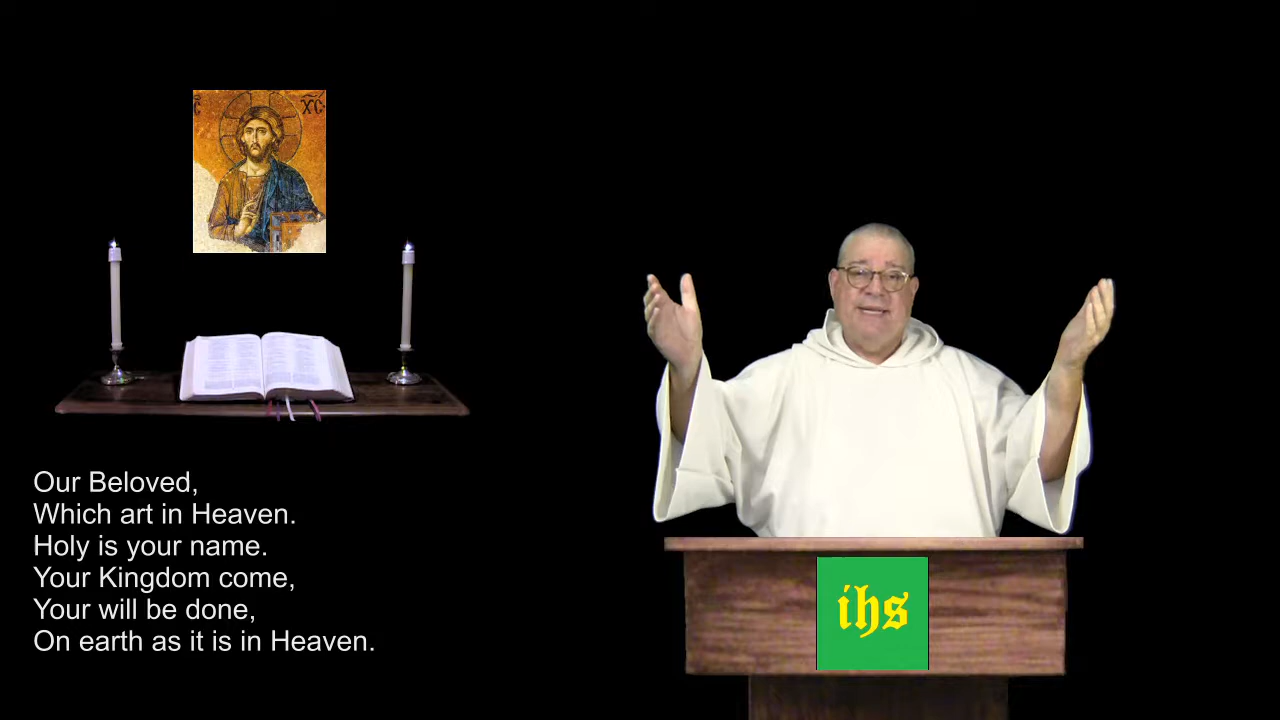 XC
Our Beloved,
Which art in Heaven.
Holy is your name.
Your Kingdom come,
Your will be done,
On earth as it is in Heaven.
ihs